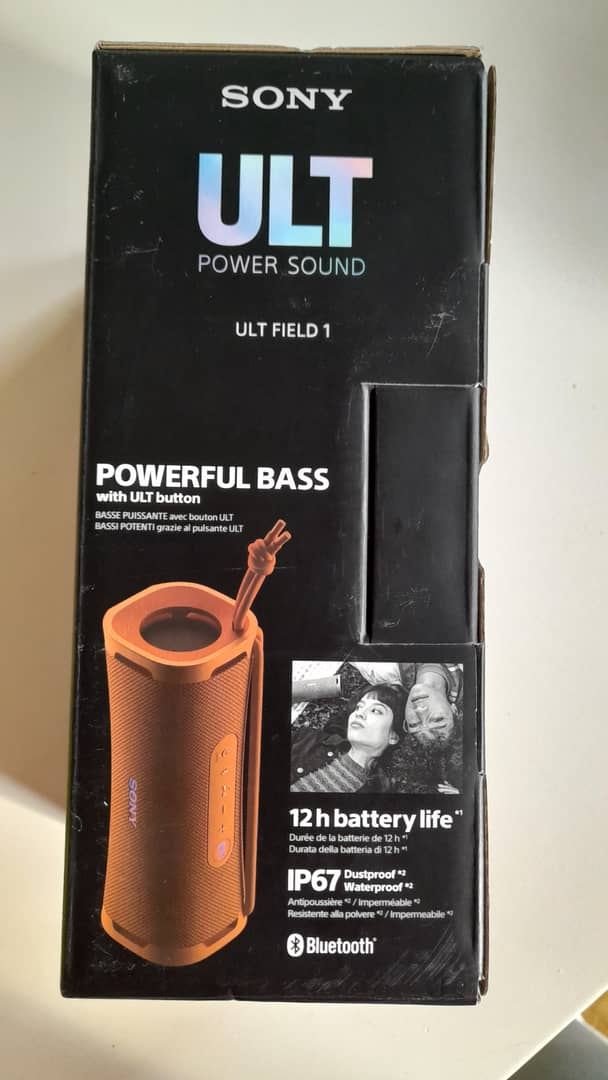 SONY
ULT
POWER SOUND
ULT FIELD 1
POWERFUL BASS
with ULT button
BASSE PUISSANTE avec bouton ULT
BASSI POTENTI grazie al pulsante ULT
SONY
12 h battery life *1
Durée de la batterie de 12 h *1
Durata della batteria di 12 h *1
IP67 Dustproof *2
Waterproof *2
Antipoussière *2 / Imperméable *2
Resistente alla polvere *2 / Impermeabile *2
Bluetooth®